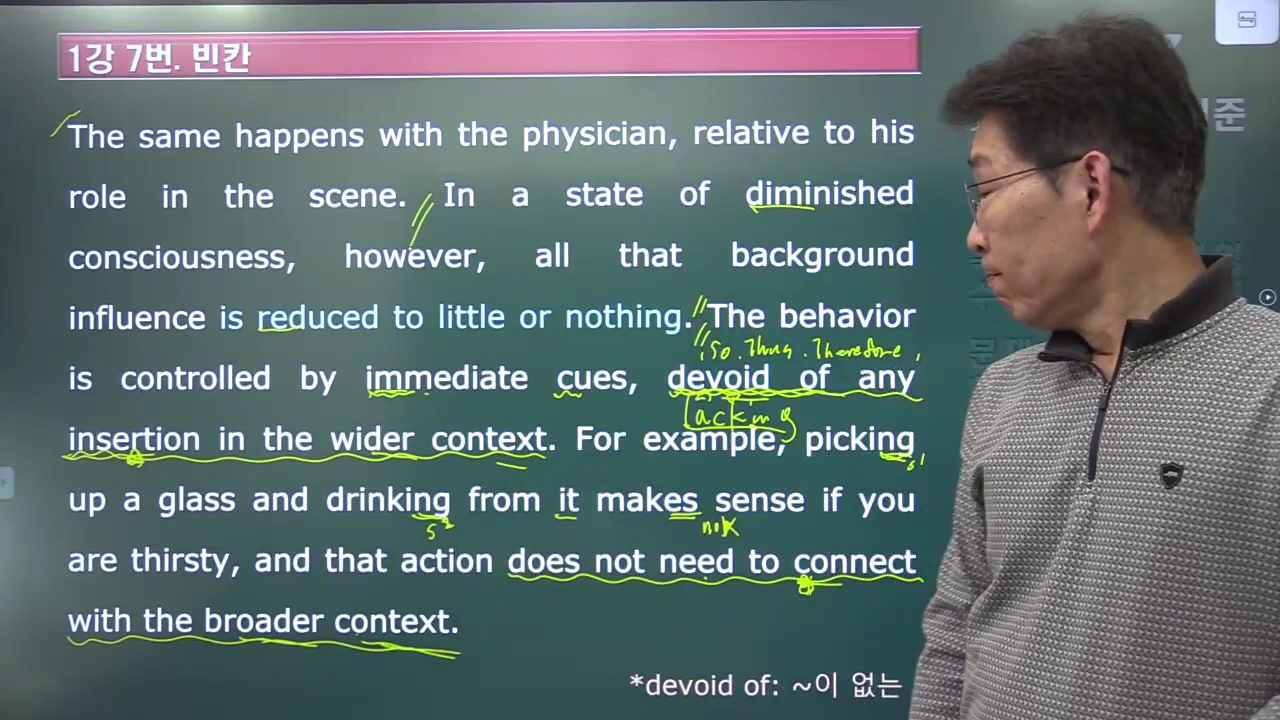 1강 7번. 빈칸
The same happens with the physician, relative to his
role in the scene. In a state of diminished
consciousness, however, all that background
influence is reduced to little or nothing. The behavior
So. Thus. Therefore,
is controlled by immediate cues, devoid of any
lacking
insertion in the wider context. For example, picking
s1
up a glass and drinking from it makes sense if you
s2
are thirsty, and that action does not need to connect
with the broader context.
*devoid of: ~이 없는